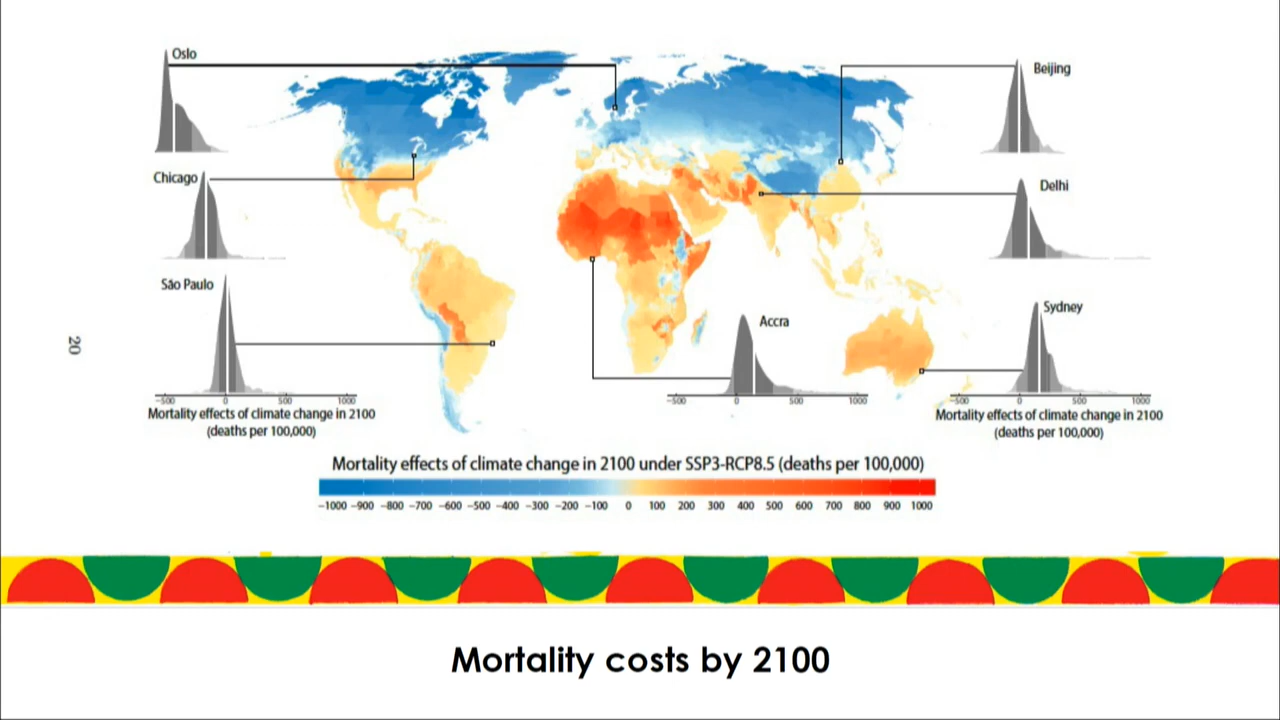 Oslo
Beijing
Chicago
Delhi
São Paulo
Sydney
Accra
20
−500 0 500 1000
Mortality effects of climate change in 2100
(deaths per 100,000)
−500 0 500 1000
−500 0 500 1000
Mortality effects of climate change in 2100
(deaths per 100,000)
Mortality effects of climate change in 2100 under SSP3-RCP8.5 (deaths per 100,000)
−1000 −900 −800 −700 −600 −500 −400 −300 −200 −100 0 100 200 300 400 500 600 700 800 900 1000
Mortality costs by 2100